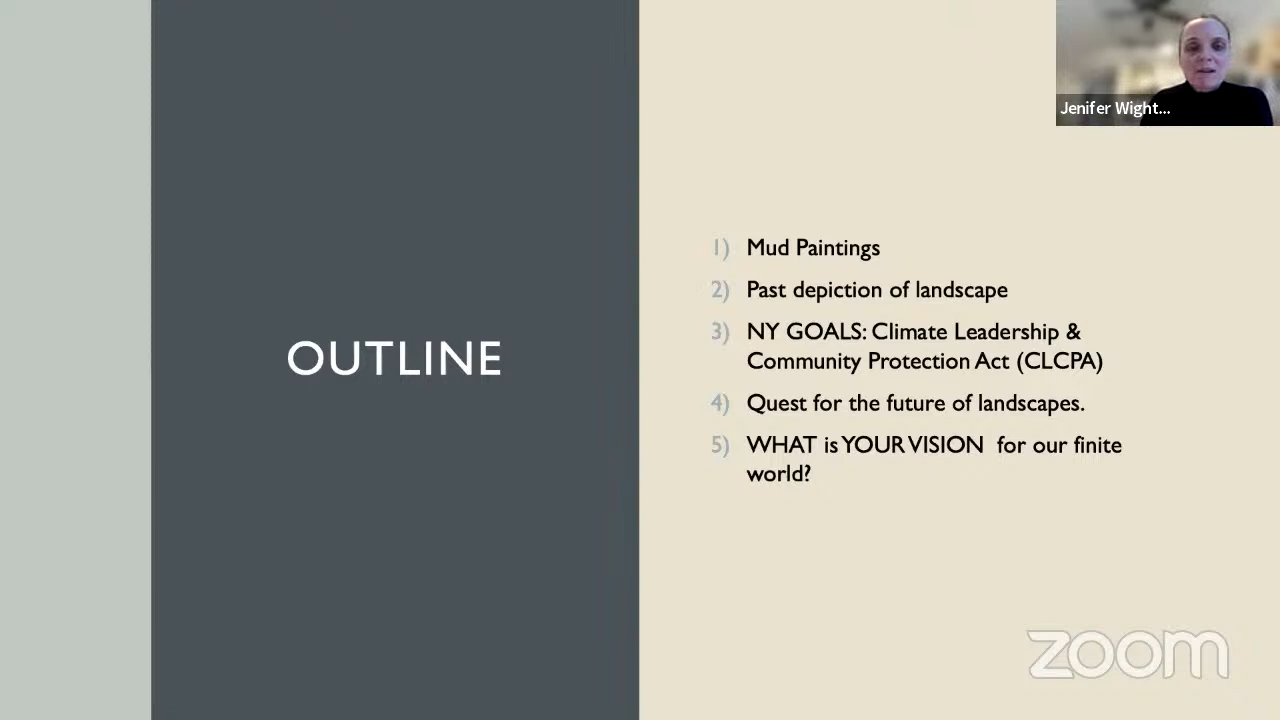 Jenifer Wight...
OUTLINE
1) Mud Paintings
2) Past depiction of landscape
3) NY GOALS: Climate Leadership &
Community Protection Act (CLCPA)
4) Quest for the future of landscapes.
5) WHAT is YOUR VISION for our finite
world?
zoom